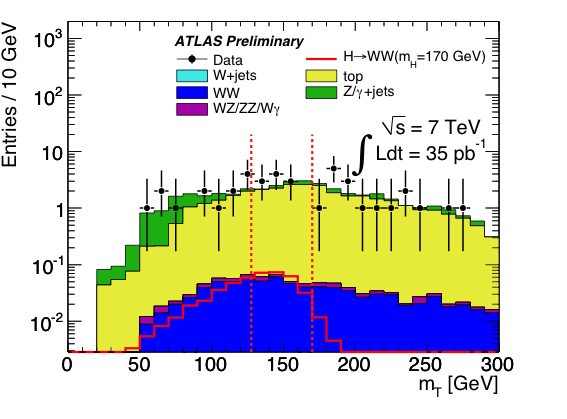 ATLAS Preliminary
Data
W+jets
WW
WZ/ZZ/Wγ
H→WW(m_H=170 GeV)
top
Z/γ+jets
√s = 7 TeV
∫ Ldt = 35 pb⁻¹
Entries / 10 GeV
10³
10²
10
1
10⁻¹
10⁻²
0 50 100 150 200 250 300
m_T [GeV]